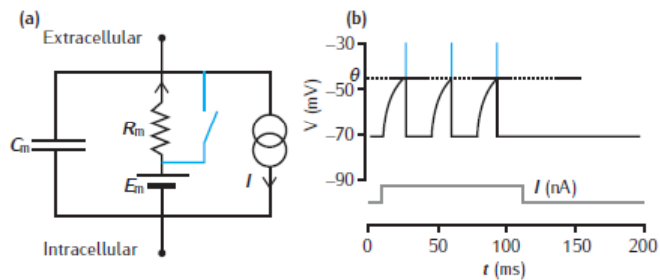 (a)
Extracellular
Rm
Cm
Em
I
Intracellular
(b)
−30
θ
−50
−70
−90
V (mV)
I (nA)
0 50 100 150 200
t (ms)